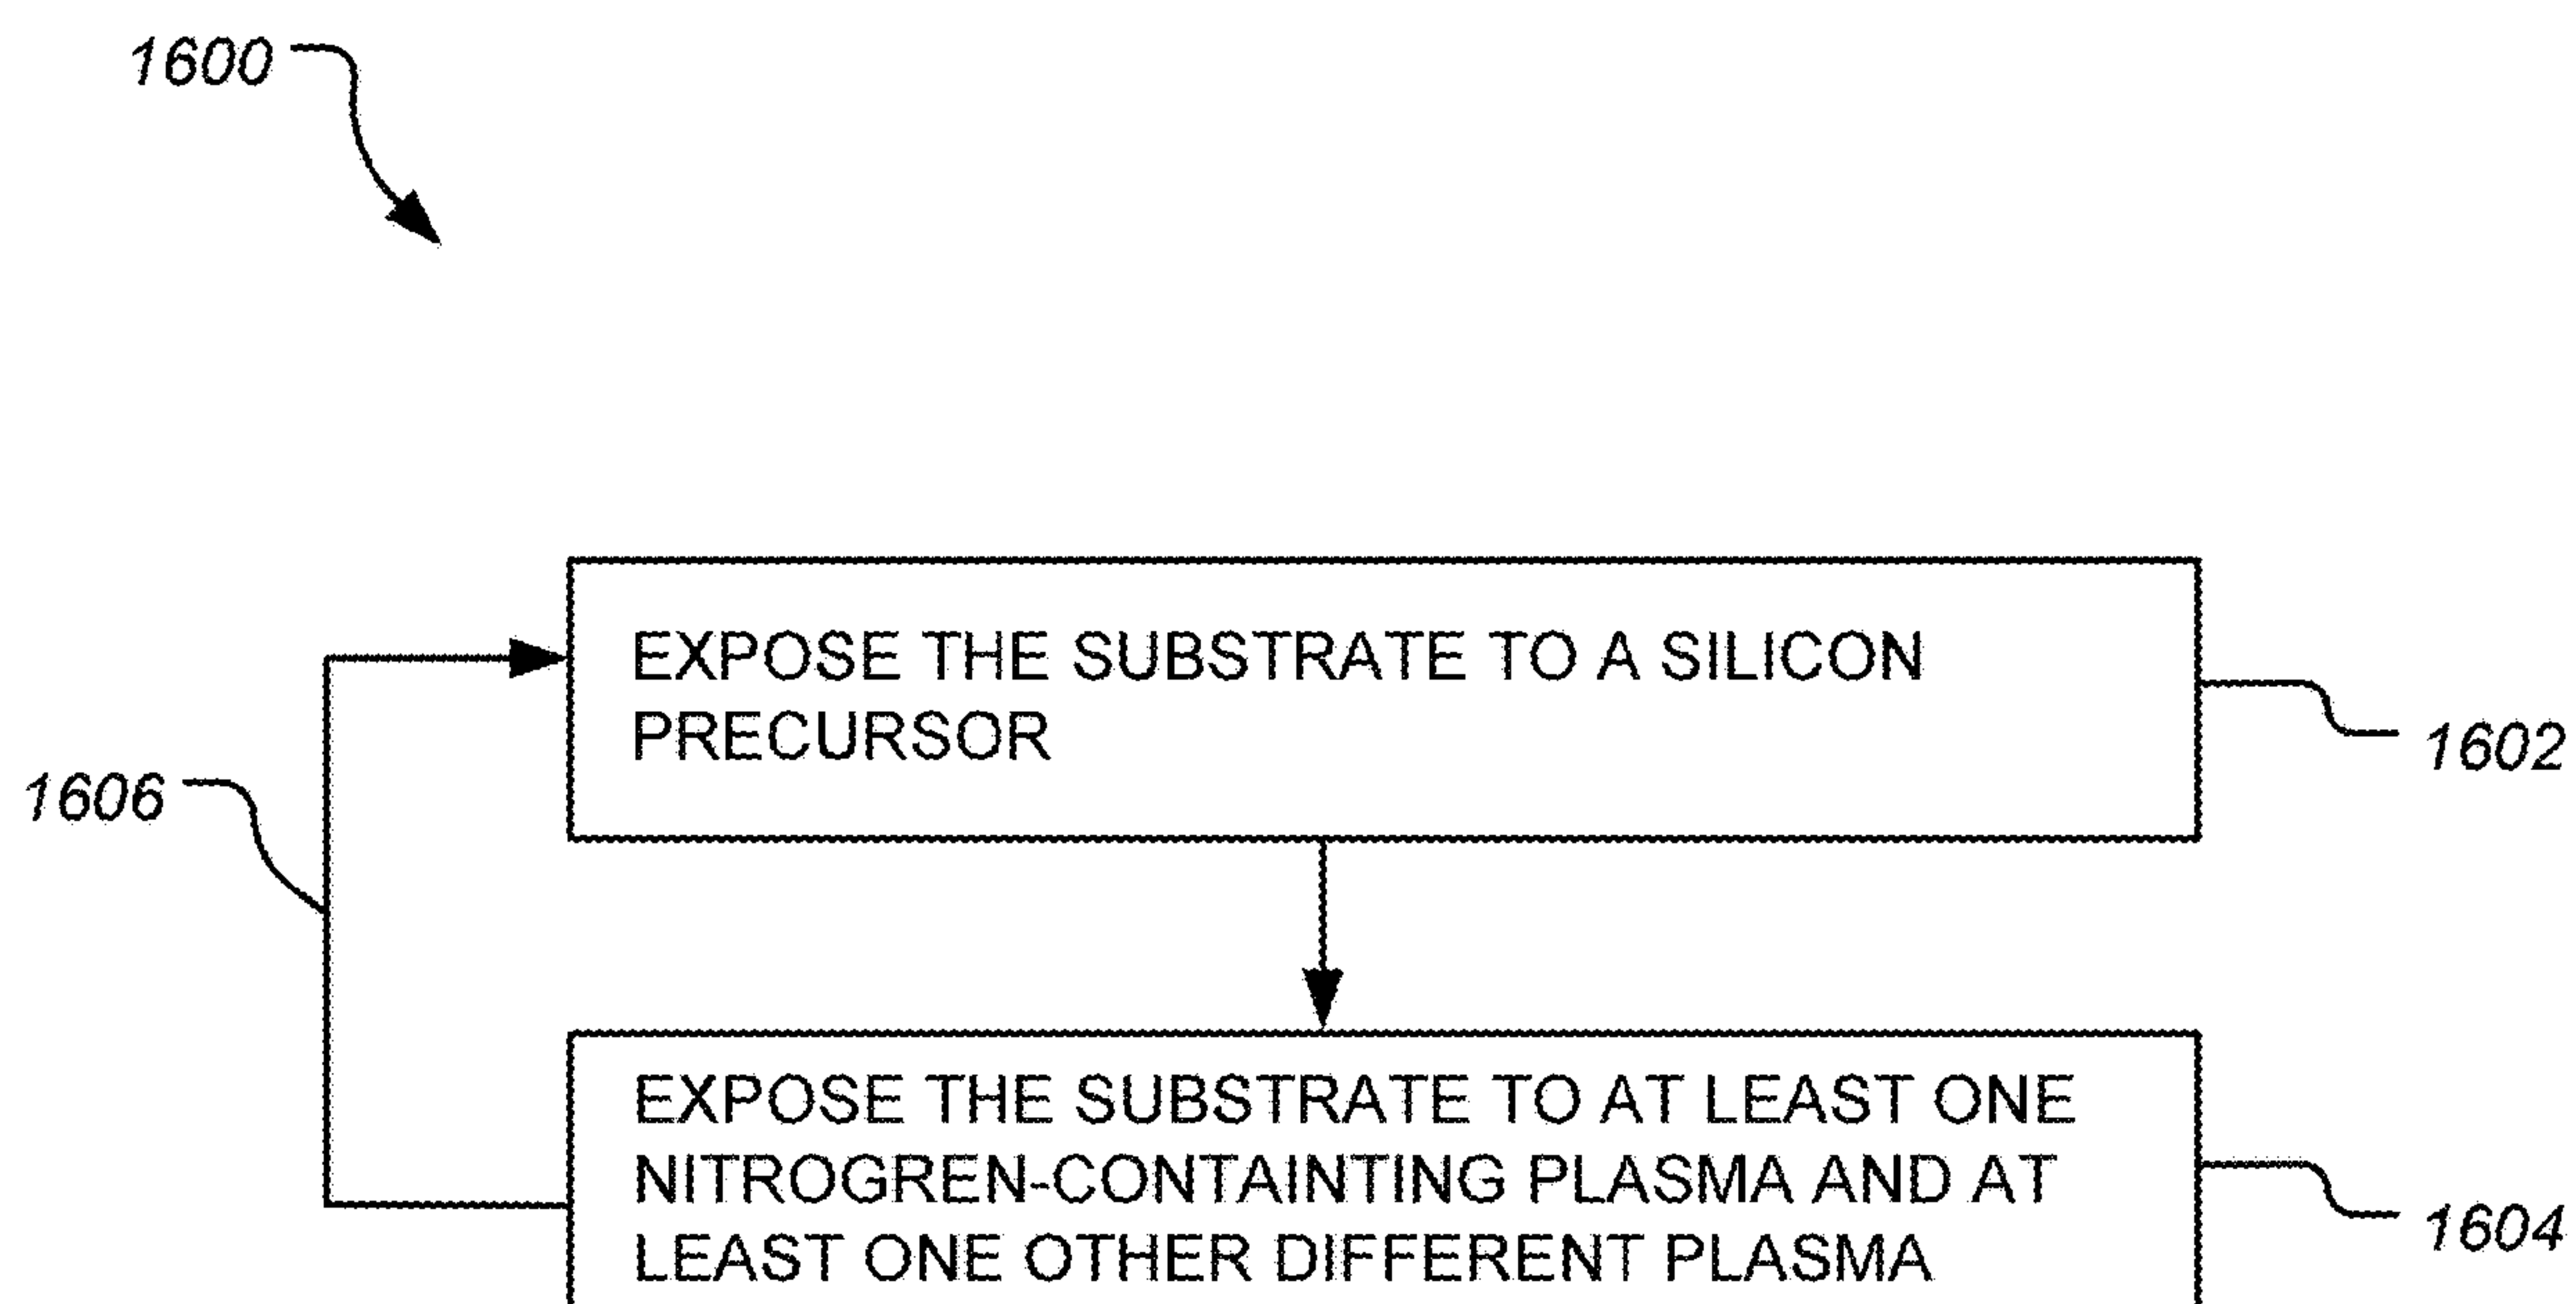 1600
EXPOSE THE SUBSTRATE TO A SILICON
PRECURSOR
1602
1606
EXPOSE THE SUBSTRATE TO AT LEAST ONE
NITROGREN-CONTAINTING PLASMA AND AT
LEAST ONE OTHER DIFFERENT PLASMA
1604